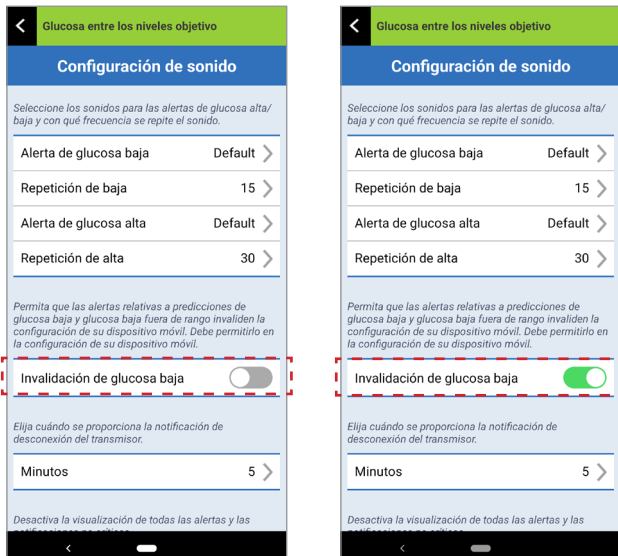 Glucosa entre los niveles objetivo
Configuración de sonido
Seleccione los sonidos para las alertas de glucosa alta/
baja y con qué frecuencia se repite el sonido.
Alerta de glucosa baja Default
Repetición de baja 15
Alerta de glucosa alta Default
Repetición de alta 30
Permita que las alertas relativas a predicciones de
glucosa baja y glucosa baja fuera de rango invaliden la
configuración de su dispositivo móvil. Debe permitirlo en
la configuración de su dispositivo móvil.
Invalidación de glucosa baja
Elija cuándo se proporciona la notificación de
desconexión del transmisor.
Minutos 5
Desactiva la visualización de todas las alertas y las
notificaciones no críticas
Glucosa entre los niveles objetivo
Configuración de sonido
Seleccione los sonidos para las alertas de glucosa alta/
baja y con qué frecuencia se repite el sonido.
Alerta de glucosa baja Default
Repetición de baja 15
Alerta de glucosa alta Default
Repetición de alta 30
Permita que las alertas relativas a predicciones de
glucosa baja y glucosa baja fuera de rango invaliden la
configuración de su dispositivo móvil. Debe permitirlo en
la configuración de su dispositivo móvil.
Invalidación de glucosa baja
Elija cuándo se proporciona la notificación de
desconexión del transmisor.
Minutos 5
Desactiva la visualización de todas las alertas y las
notificaciones no críticas